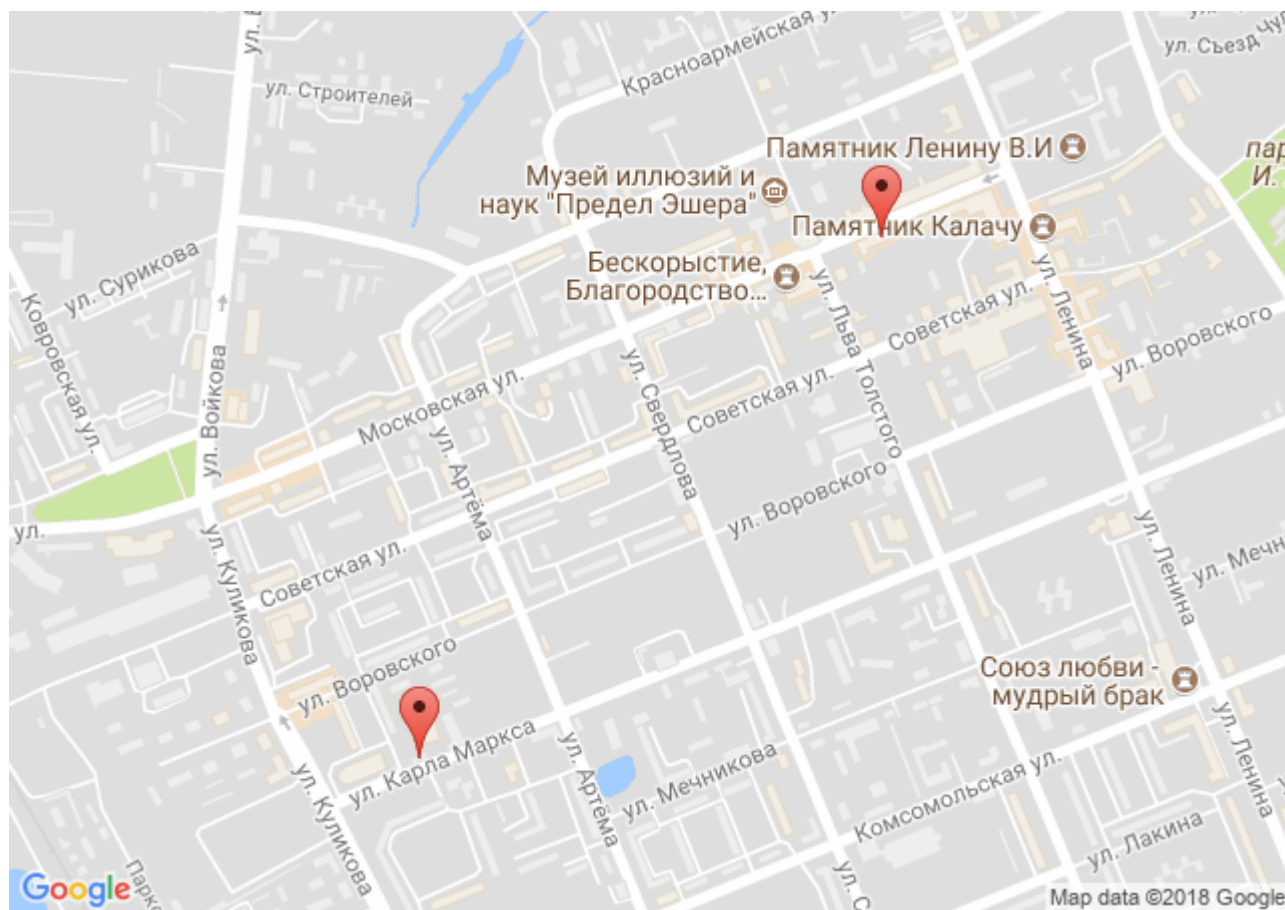 Красноармейская ул.
ул. Съезд
ул. Строителей
Памятник Ленину В.И
Музей иллюзий и
наук "Предел Эшера"
Памятник Калачу
ул. Сурикова
Бескорыстие,
Благородство...
ул. Ленина
Советская ул.
ул. Льва Толстого
ул. Воровского
Ковровская ул.
ул. Войкова
ул. Свердлова
Московская ул.
Советская ул.
ул. Артёма
ул. Воровского
ул.
ул. Куликова
Советская ул.
ул. Ленина
ул. Воровского
Союз любви -
мудрый брак
ул. Карла Маркса
ул. Артёма
ул. Мечникова
ул. Ленина
Комсомольская ул.
ул. Куликова
ул. Лакина
Google
Map data ©2018 Google